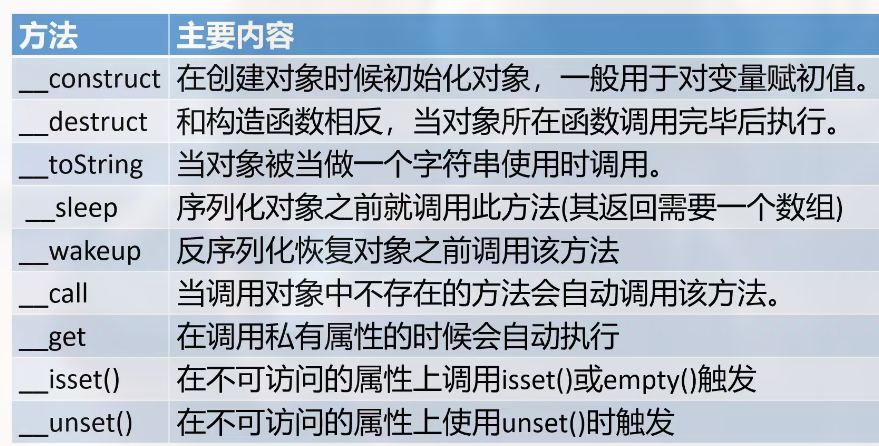 方法 主要内容
__construct 在创建对象时候初始化对象，一般用于对变量赋初值。
__destruct 和构造函数相反，当对象所在函数调用完毕后执行。
__toString 当对象被当做一个字符串使用时调用。
__sleep 序列化对象之前就调用此方法(其返回需要一个数组)
__wakeup 反序列化恢复对象之前调用该方法
__call 当调用对象中不存在的方法会自动调用该方法。
__get 在调用私有属性的时候会自动执行
__isset() 在不可访问的属性上调用isset()或empty()触发
__unset() 在不可访问的属性上使用unset()时触发